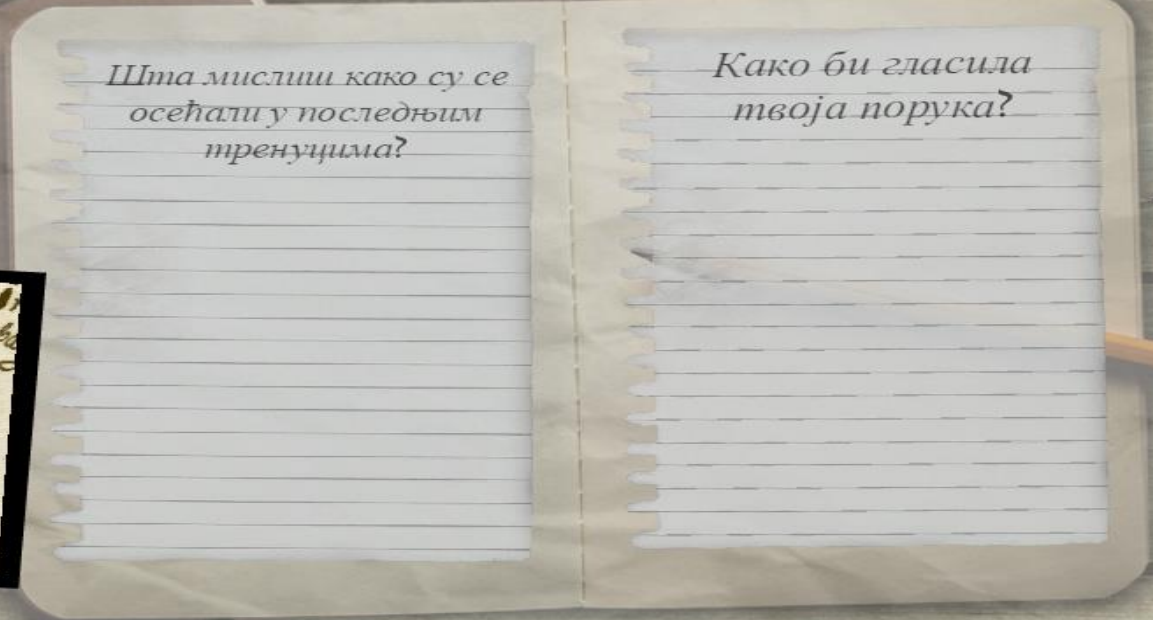 Шта мислиш како су се
осећали у последњим
тренуцима?
Како би гласила
твоја порука?